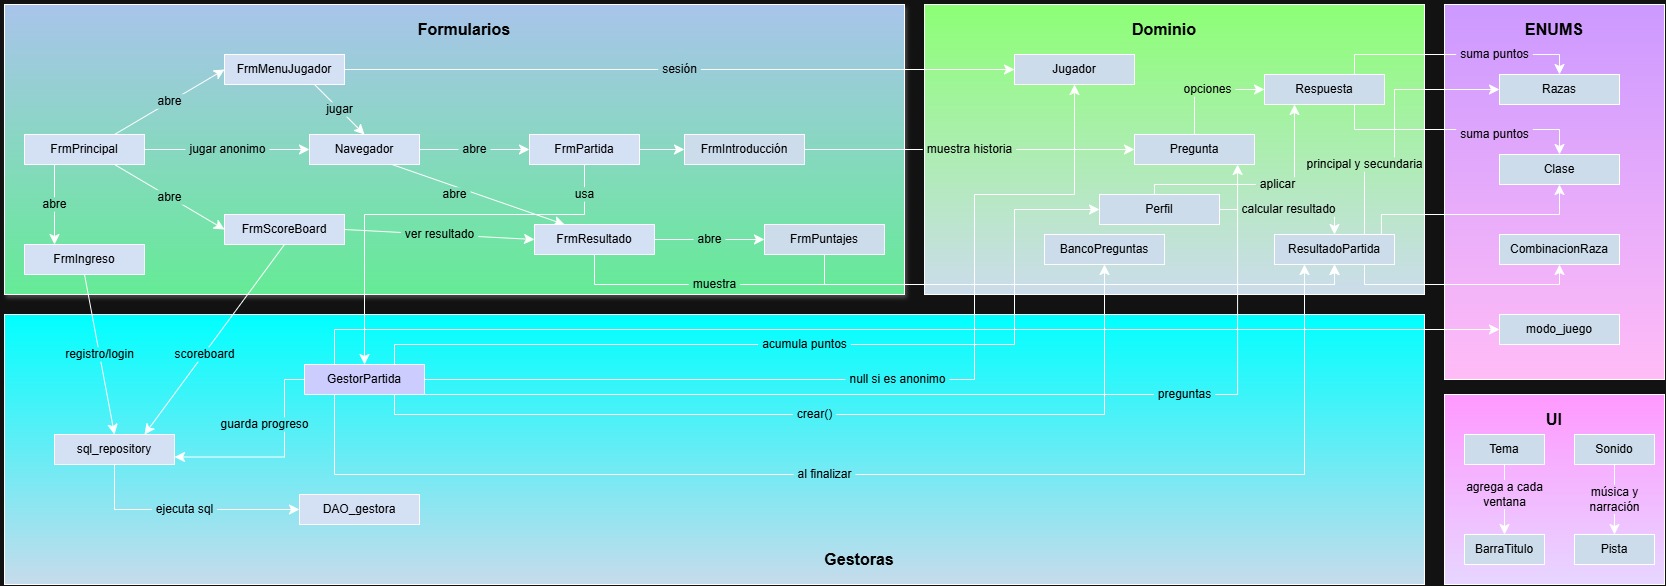 Formularios
FrmMenuJugador
sesión
abre
jugar
FrmPrincipal
jugar anonimo
Navegador
abre
FrmPartida
FrmIntroducción
muestra historia
abre
abre
abre
usa
FrmScoreBoard
ver resultado
FrmResultado
abre
FrmPuntajes
FrmIngreso
muestra
Dominio
Jugador
opciones
Respuesta
Pregunta
principal y secundaria
aplicar
Perfil
calcular resultado
BancoPreguntas
ResultadoPartida
ENUMS
suma puntos
Razas
suma puntos
Clase
CombinacionRaza
modo_juego
registro/login
scoreboard
acumula puntos
GestorPartida
null si es anonimo
preguntas
crear()
guarda progreso
sql_repository
al finalizar
ejecuta sql
DAO_gestora
Gestoras
UI
Tema
Sonido
agrega a cada
ventana
música y
narración
BarraTitulo
Pista